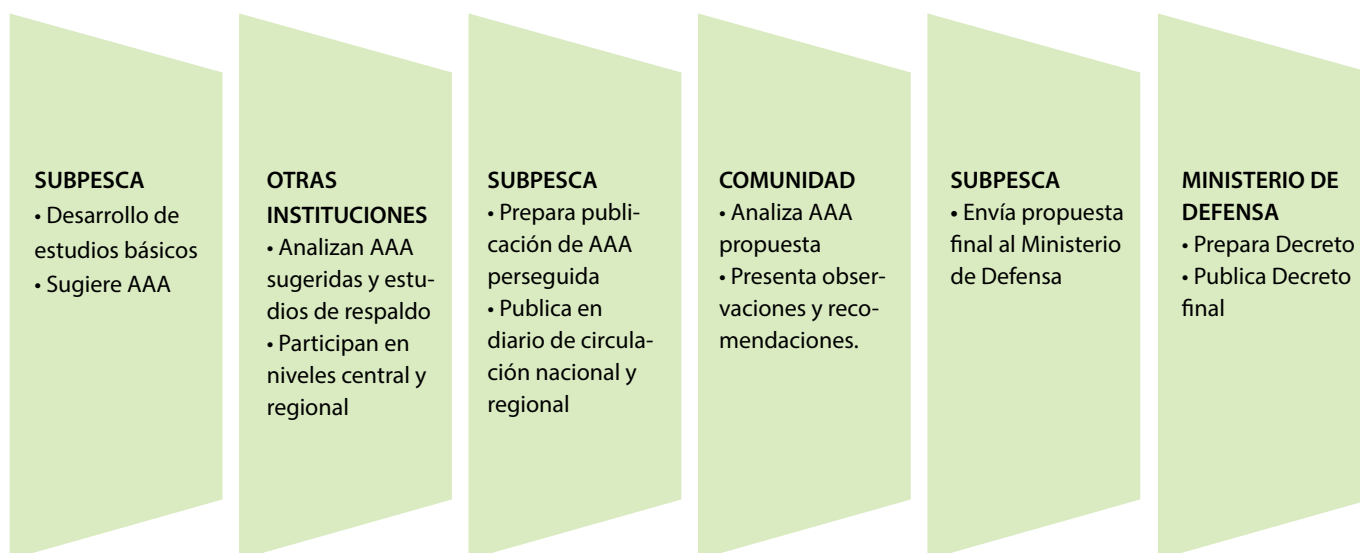 SUBPESCA
• Desarrollo de
estudios básicos
• Sugiere AAA
OTRAS
INSTITUCIONES
• Analizan AAA
sugeridas y estu-
dios de respaldo
• Participan en
niveles central y
regional
SUBPESCA
• Prepara publi-
cación de AAA
perseguida
• Publica en
diario de circula-
ción nacional y
regional
COMUNIDAD
• Analiza AAA
propuesta
• Presenta obser-
vaciones y reco-
mendaciones.
SUBPESCA
• Envía propuesta
final al Ministerio
de Defensa
MINISTERIO DE
DEFENSA
• Prepara Decreto
• Publica Decreto
final